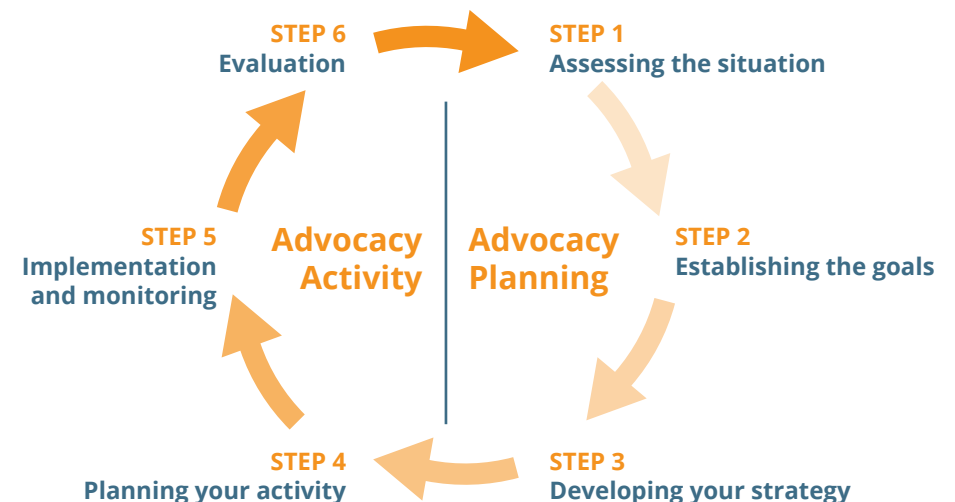 STEP 1
Assessing the situation
STEP 2
Establishing the goals
STEP 3
Developing your strategy
STEP 4
Planning your activity
STEP 5
Implementation
and monitoring
STEP 6
Evaluation
Advocacy
Activity
Advocacy
Planning